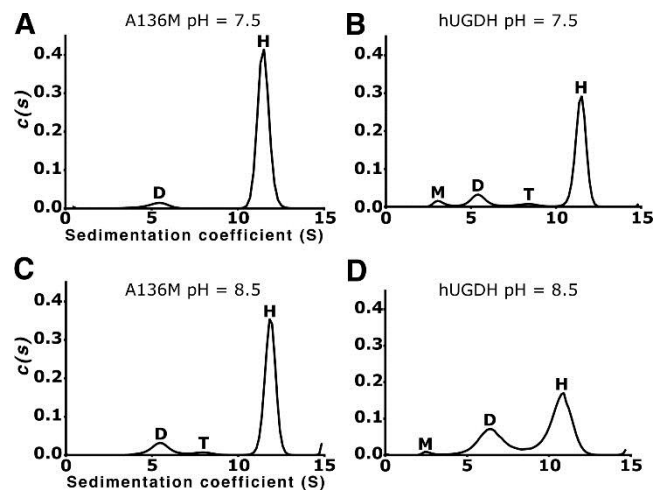 A
A136M pH = 7.5
0.4
0.3
0.2
0.1
0.0
c(s)
H
D
0
5
10
15
Sedimentation coefficient (S)
B
hUGDH pH = 7.5
0.4
0.3
0.2
0.1
0.0
H
M
D
T
0
5
10
15
C
A136M pH = 8.5
0.4
0.3
0.2
0.1
0.0
c(s)
H
D
T
0
5
10
15
Sedimentation coefficient (S)
D
hUGDH pH = 8.5
0.4
0.3
0.2
0.1
0.0
H
D
M
0
5
10
15